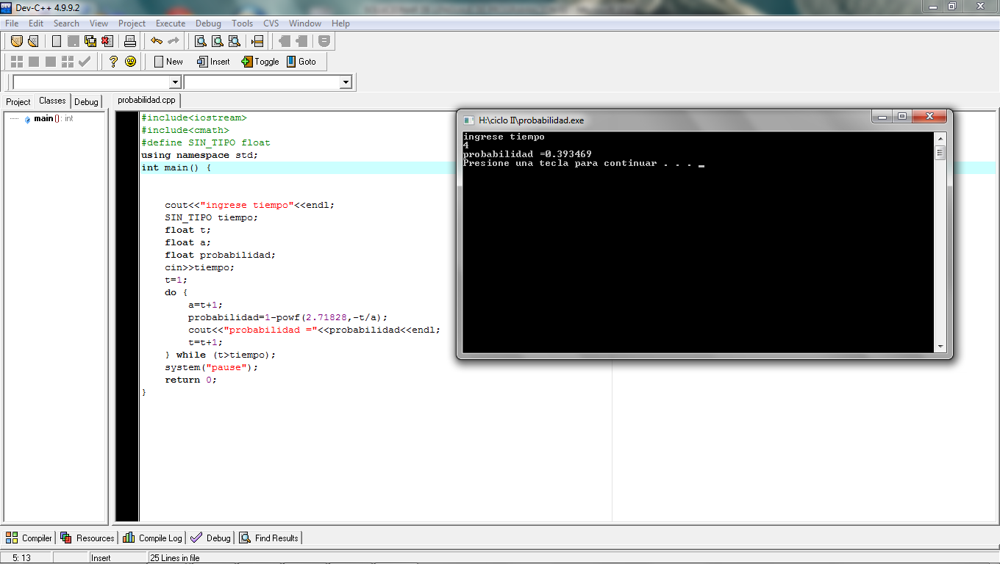 Dev-C++ 4.9.9.2
File Edit Search View Project Execute Debug Tools CVS Window Help
New Insert Toggle Goto
Project Classes Debug
probabilidad.cpp
main(): int
#include<iostream>
#include<cmath>
#define SIN_TIPO float
using namespace std;
int main() {
cout<<"ingrese tiempo"<<endl;
SIN_TIPO tiempo;
float t;
float a;
float probabilidad;
cin>>tiempo;
t=1;
do {
a=t+1;
probabilidad=1-powf(2.71828,-t/a);
cout<<"probabilidad ="<<probabilidad<<endl;
t=t+1;
} while (t>tiempo);
system("pause");
return 0;
}
H:\ciclo II\probabilidad.exe
ingrese tiempo
4
probabilidad =0.393469
Presione una tecla para continuar . . . _
Compiler Resources Compile Log Debug Find Results
5: 13 Insert 25 Lines in file